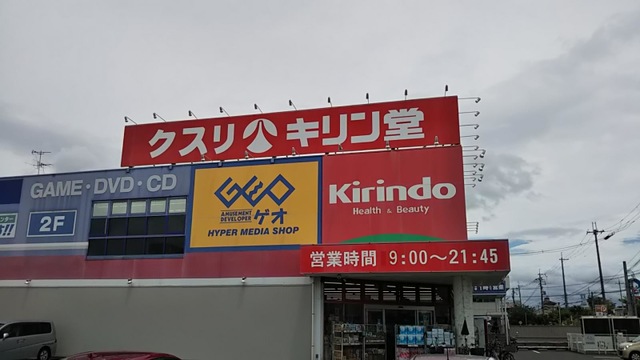 クスリ キリン堂
GAME・DVD・CD
2F
GEO
AMUSEMENT
DEVELOPER
ゲオ
HYPER MEDIA SHOP
Kirindo
Health & Beauty
営業時間 9:00~21:45